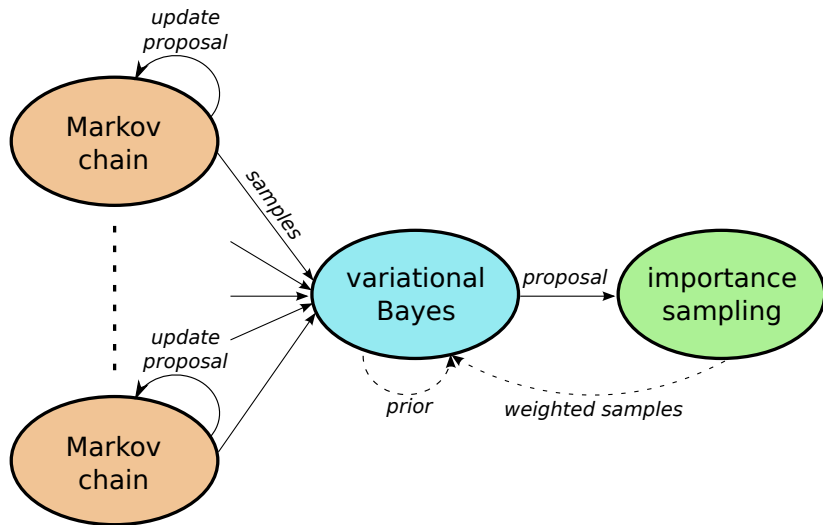 update
proposal
Markov
chain
samples
variational
Bayes
proposal
importance
sampling
update
proposal
prior
weighted samples
Markov
chain